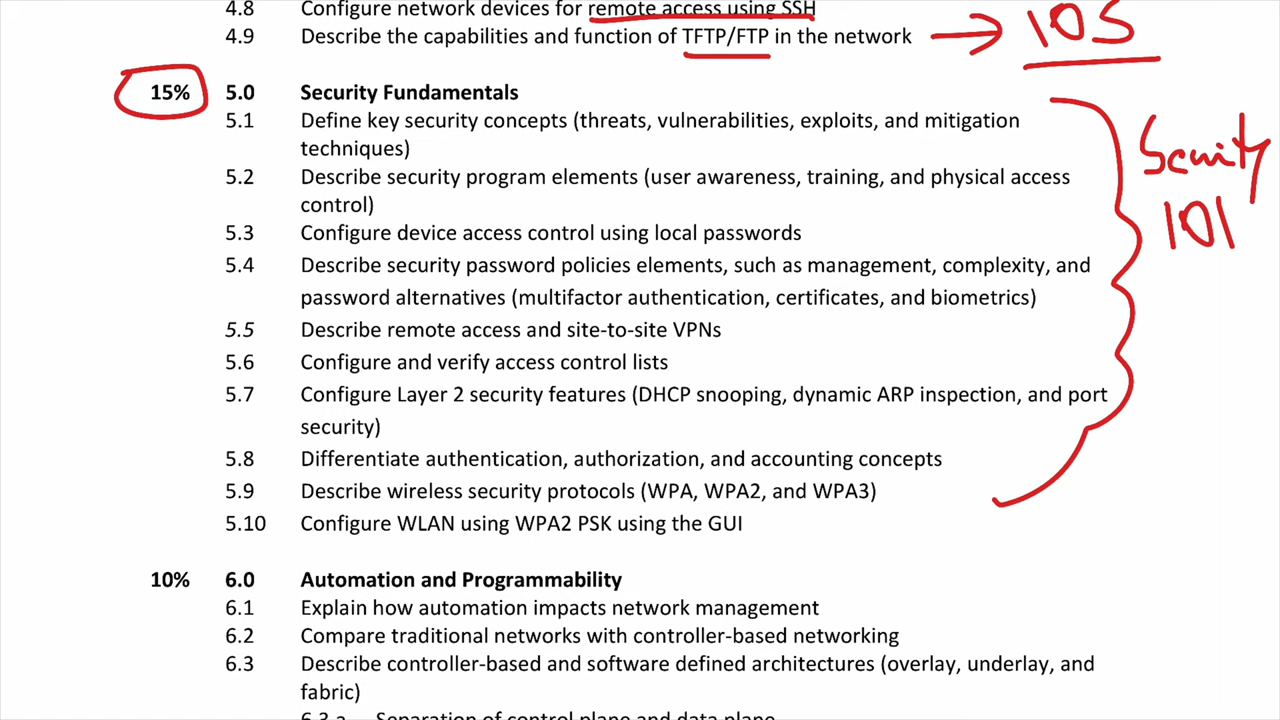 4.8 Configure network devices for remote access using SSH
4.9 Describe the capabilities and function of TFTP/FTP in the network → IOS
15% 5.0 Security Fundamentals
5.1 Define key security concepts (threats, vulnerabilities, exploits, and mitigation
techniques)
5.2 Describe security program elements (user awareness, training, and physical access
control)
5.3 Configure device access control using local passwords
5.4 Describe security password policies elements, such as management, complexity, and
password alternatives (multifactor authentication, certificates, and biometrics)
5.5 Describe remote access and site-to-site VPNs
5.6 Configure and verify access control lists
5.7 Configure Layer 2 security features (DHCP snooping, dynamic ARP inspection, and port
security)
5.8 Differentiate authentication, authorization, and accounting concepts
5.9 Describe wireless security protocols (WPA, WPA2, and WPA3)
5.10 Configure WLAN using WPA2 PSK using the GUI
Security
101
10% 6.0 Automation and Programmability
6.1 Explain how automation impacts network management
6.2 Compare traditional networks with controller-based networking
6.3 Describe controller-based and software defined architectures (overlay, underlay, and
fabric)
6.3.a Separation of control plane and data plane